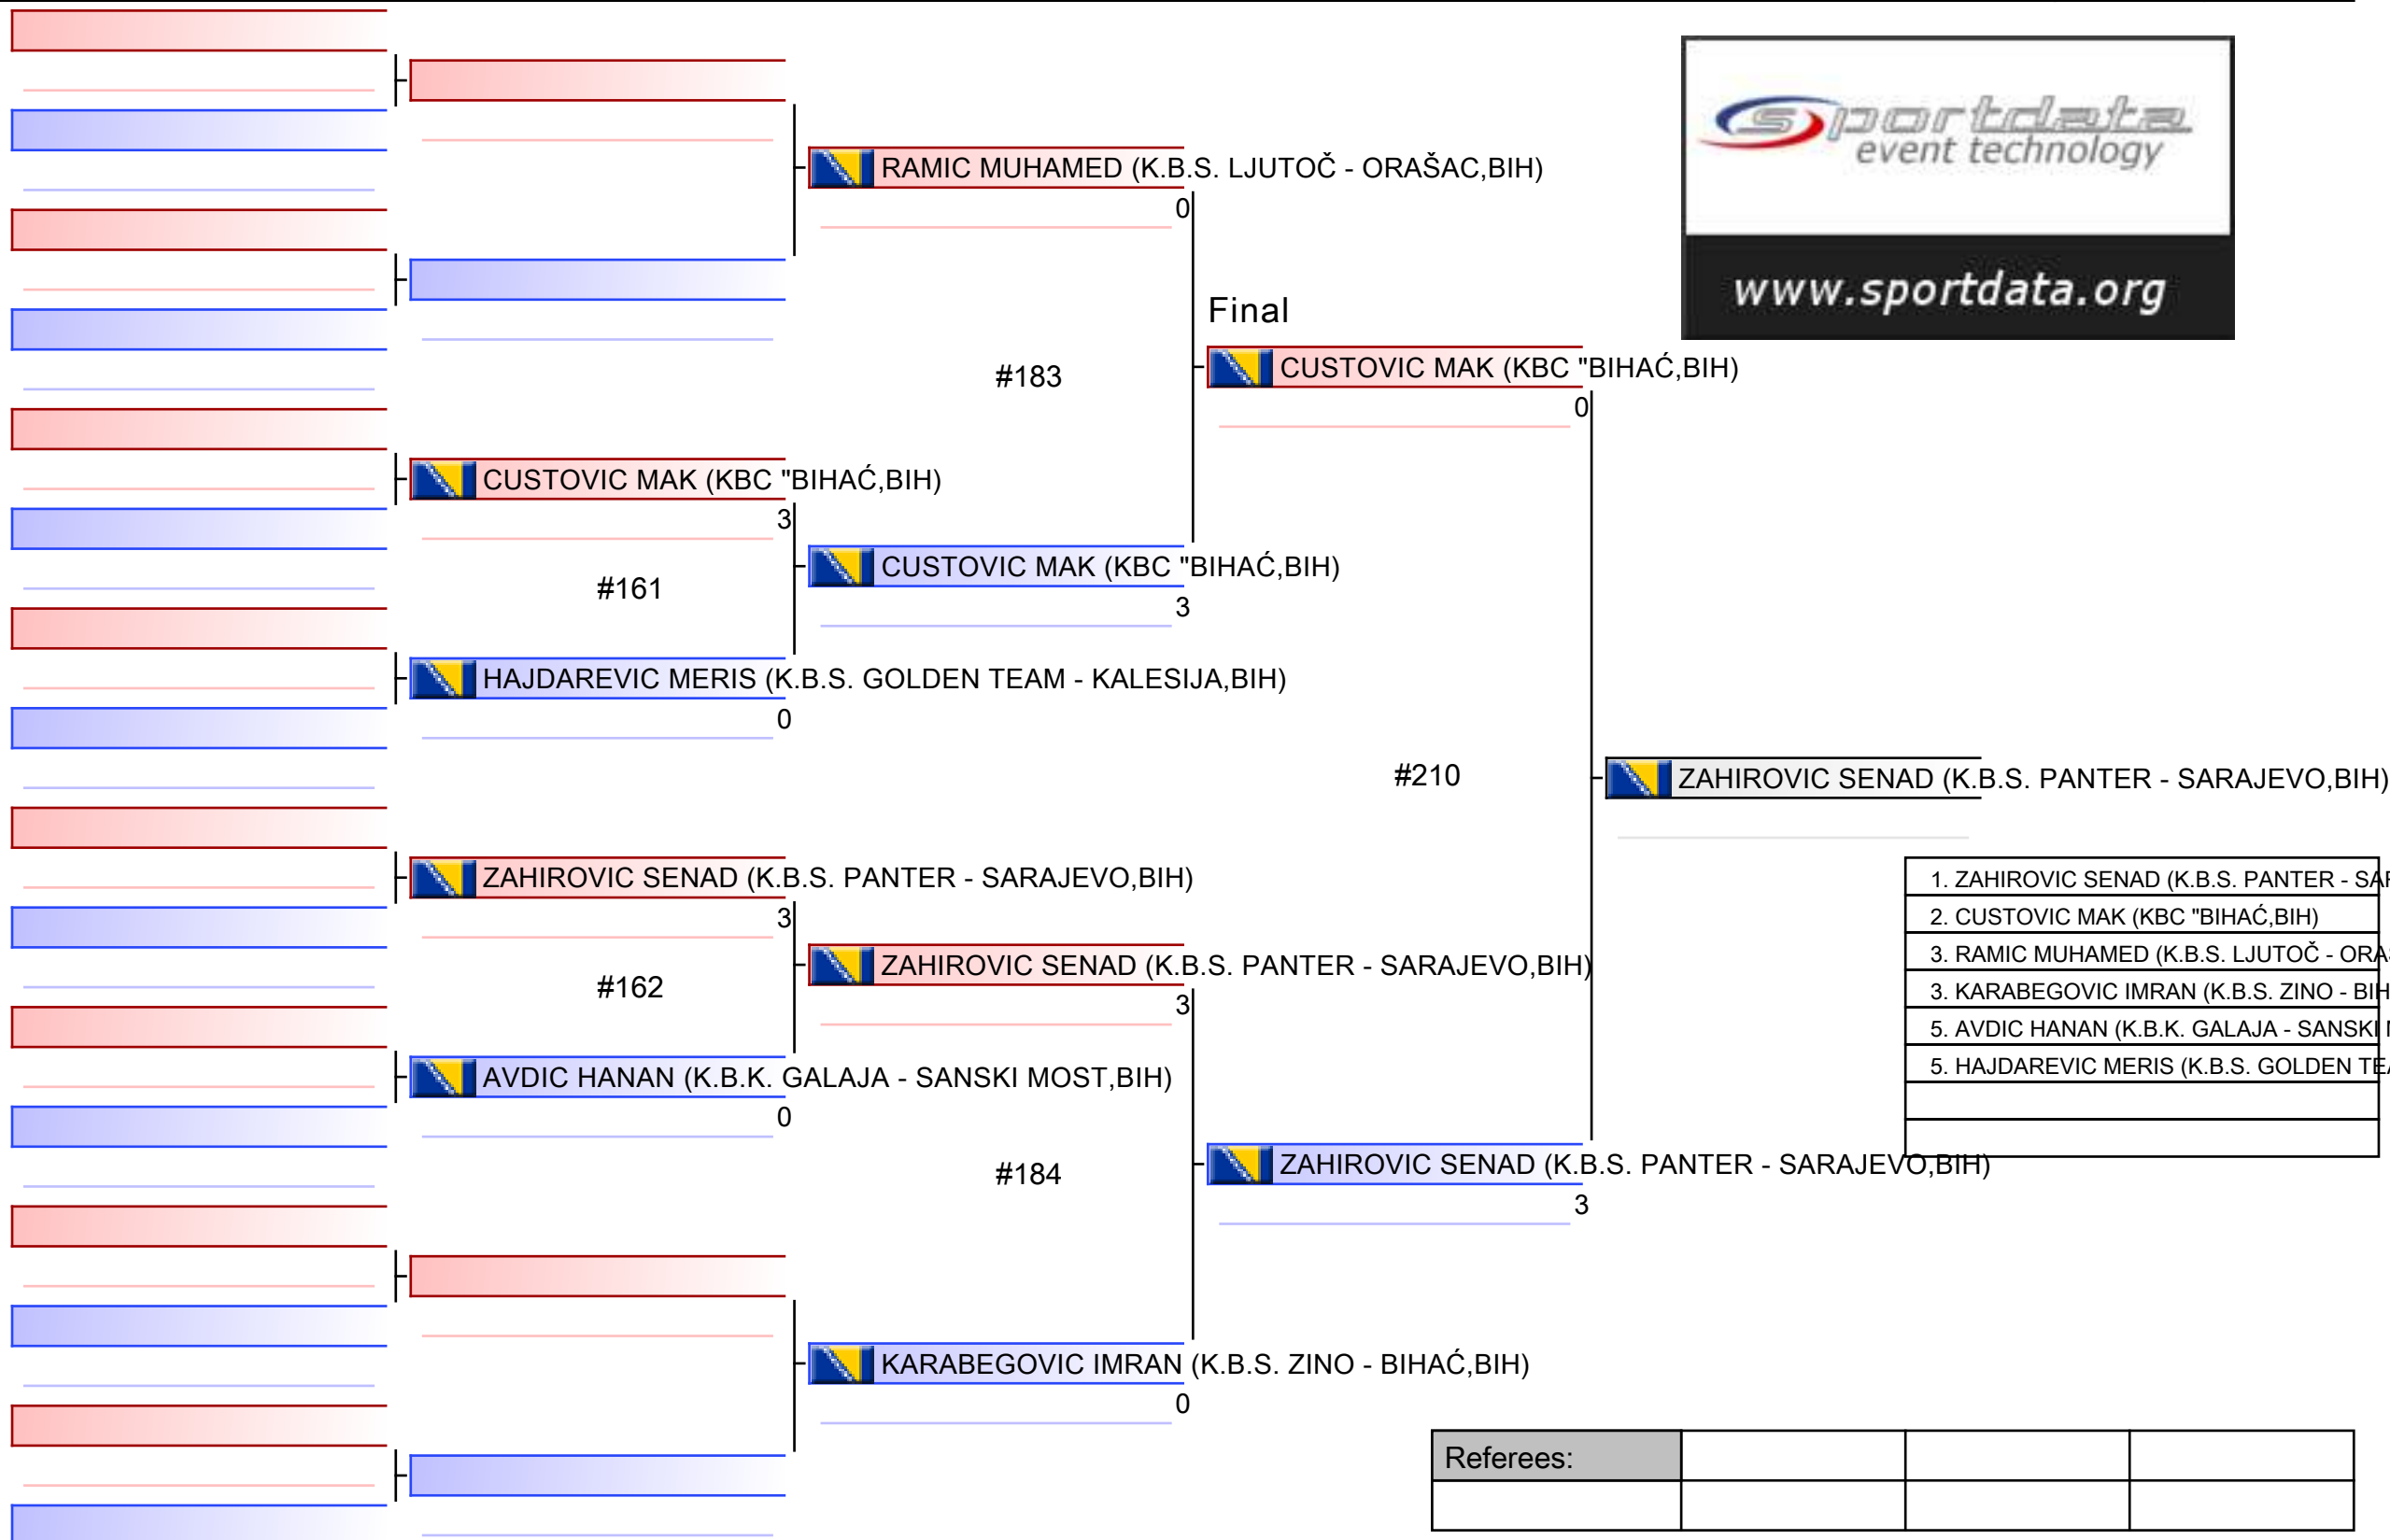 sportdata
event technology
www.sportdata.org
RAMIC MUHAMED (K.B.S. LJUTOČ - ORAŠAC,BIH)
0
Final
#183
CUSTOVIC MAK (KBC "BIHAĆ,BIH)
0
CUSTOVIC MAK (KBC "BIHAĆ,BIH)
3
CUSTOVIC MAK (KBC "BIHAĆ,BIH)
3
#161
HAJDAREVIC MERIS (K.B.S. GOLDEN TEAM - KALESIJA,BIH)
0
#210
ZAHIROVIC SENAD (K.B.S. PANTER - SARAJEVO,BIH)
ZAHIROVIC SENAD (K.B.S. PANTER - SARAJEVO,BIH)
3
ZAHIROVIC SENAD (K.B.S. PANTER - SARAJEVO,BIH)
3
#162
AVDIC HANAN (K.B.K. GALAJA - SANSKI MOST,BIH)
0
#184
ZAHIROVIC SENAD (K.B.S. PANTER - SARAJEVO,BIH)
3
KARABEGOVIC IMRAN (K.B.S. ZINO - BIHAĆ,BIH)
0
1. ZAHIROVIC SENAD (K.B.S. PANTER - SA
2. CUSTOVIC MAK (KBC "BIHAĆ,BIH)
3. RAMIC MUHAMED (K.B.S. LJUTOČ - ORA
3. KARABEGOVIC IMRAN (K.B.S. ZINO - BIH
5. AVDIC HANAN (K.B.K. GALAJA - SANSKI
5. HAJDAREVIC MERIS (K.B.S. GOLDEN TE
Referees: